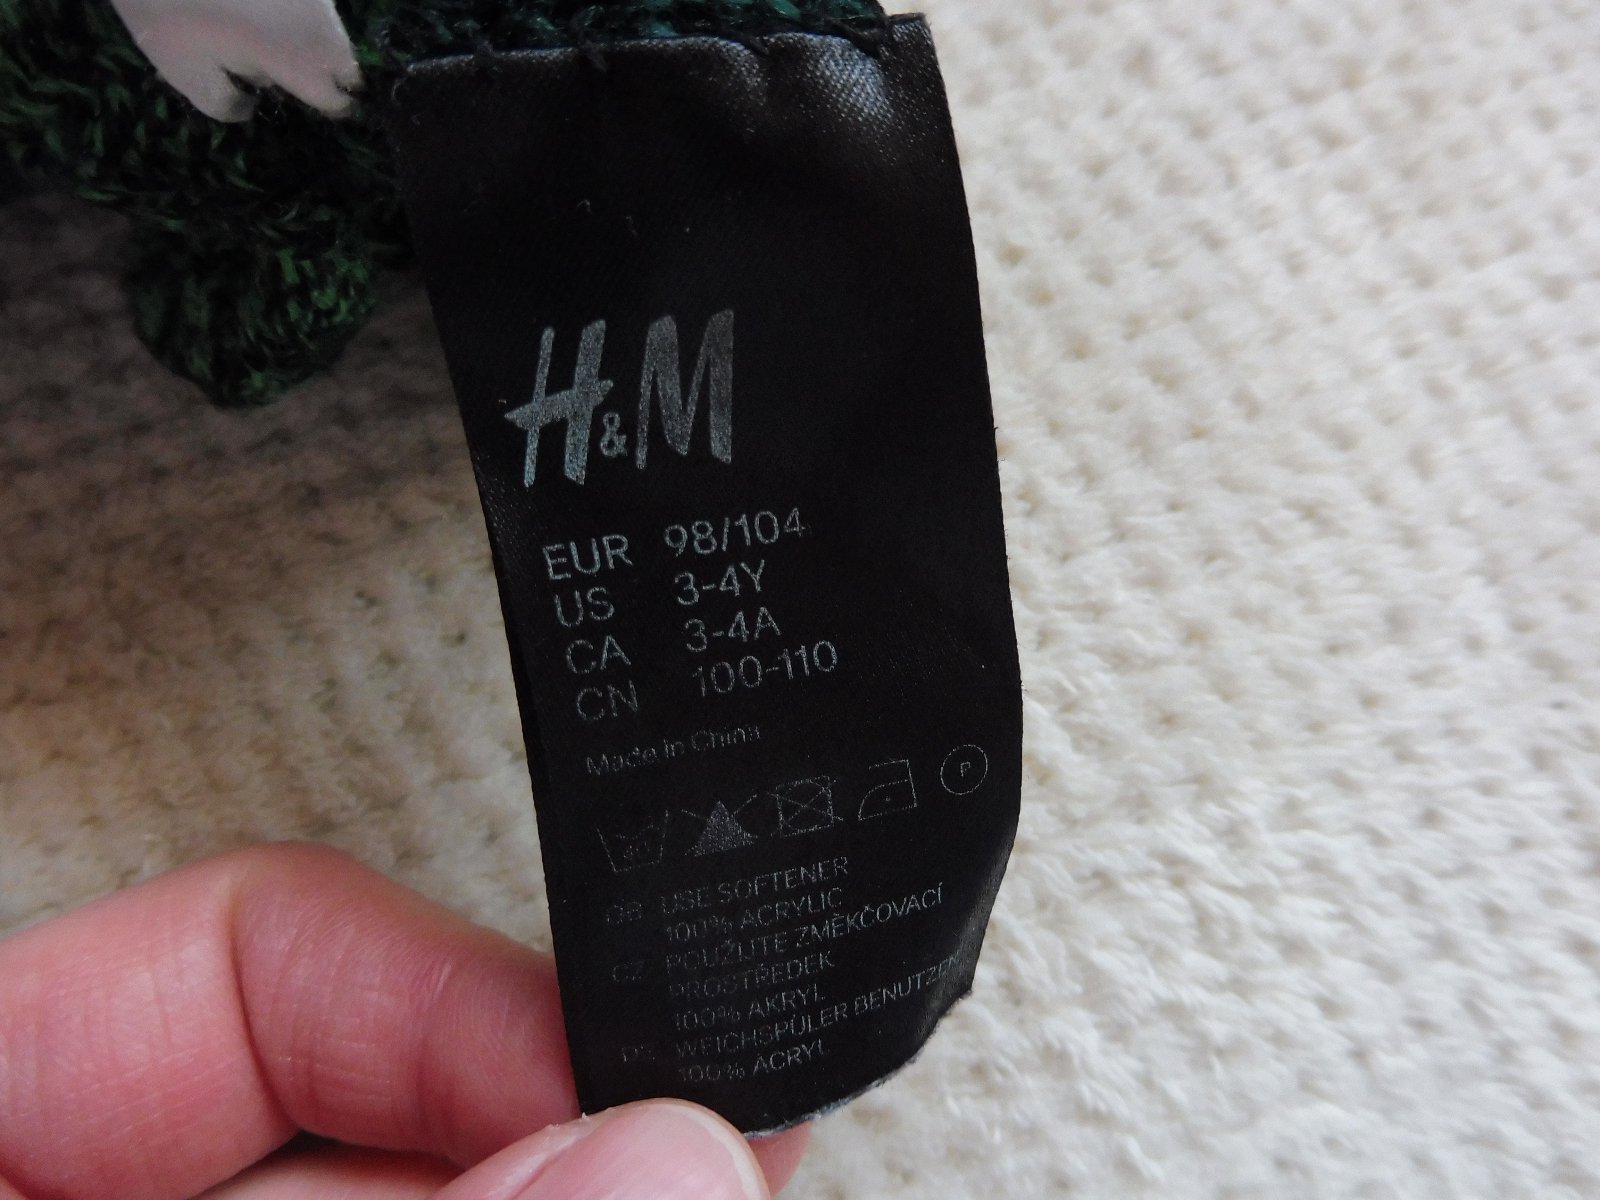 H&M
EUR 98/104
US 3-4Y
CA 3-4A
CN 100-110
Made in China
40
P
GB USE SOFTENER
100% ACRYLIC
CZ POUŽIJTE ZMĚKČOVACÍ
PROSTŘEDEK
100% AKRYL
DE WEICHSPÜLER BENUTZEN
100% ACRYL